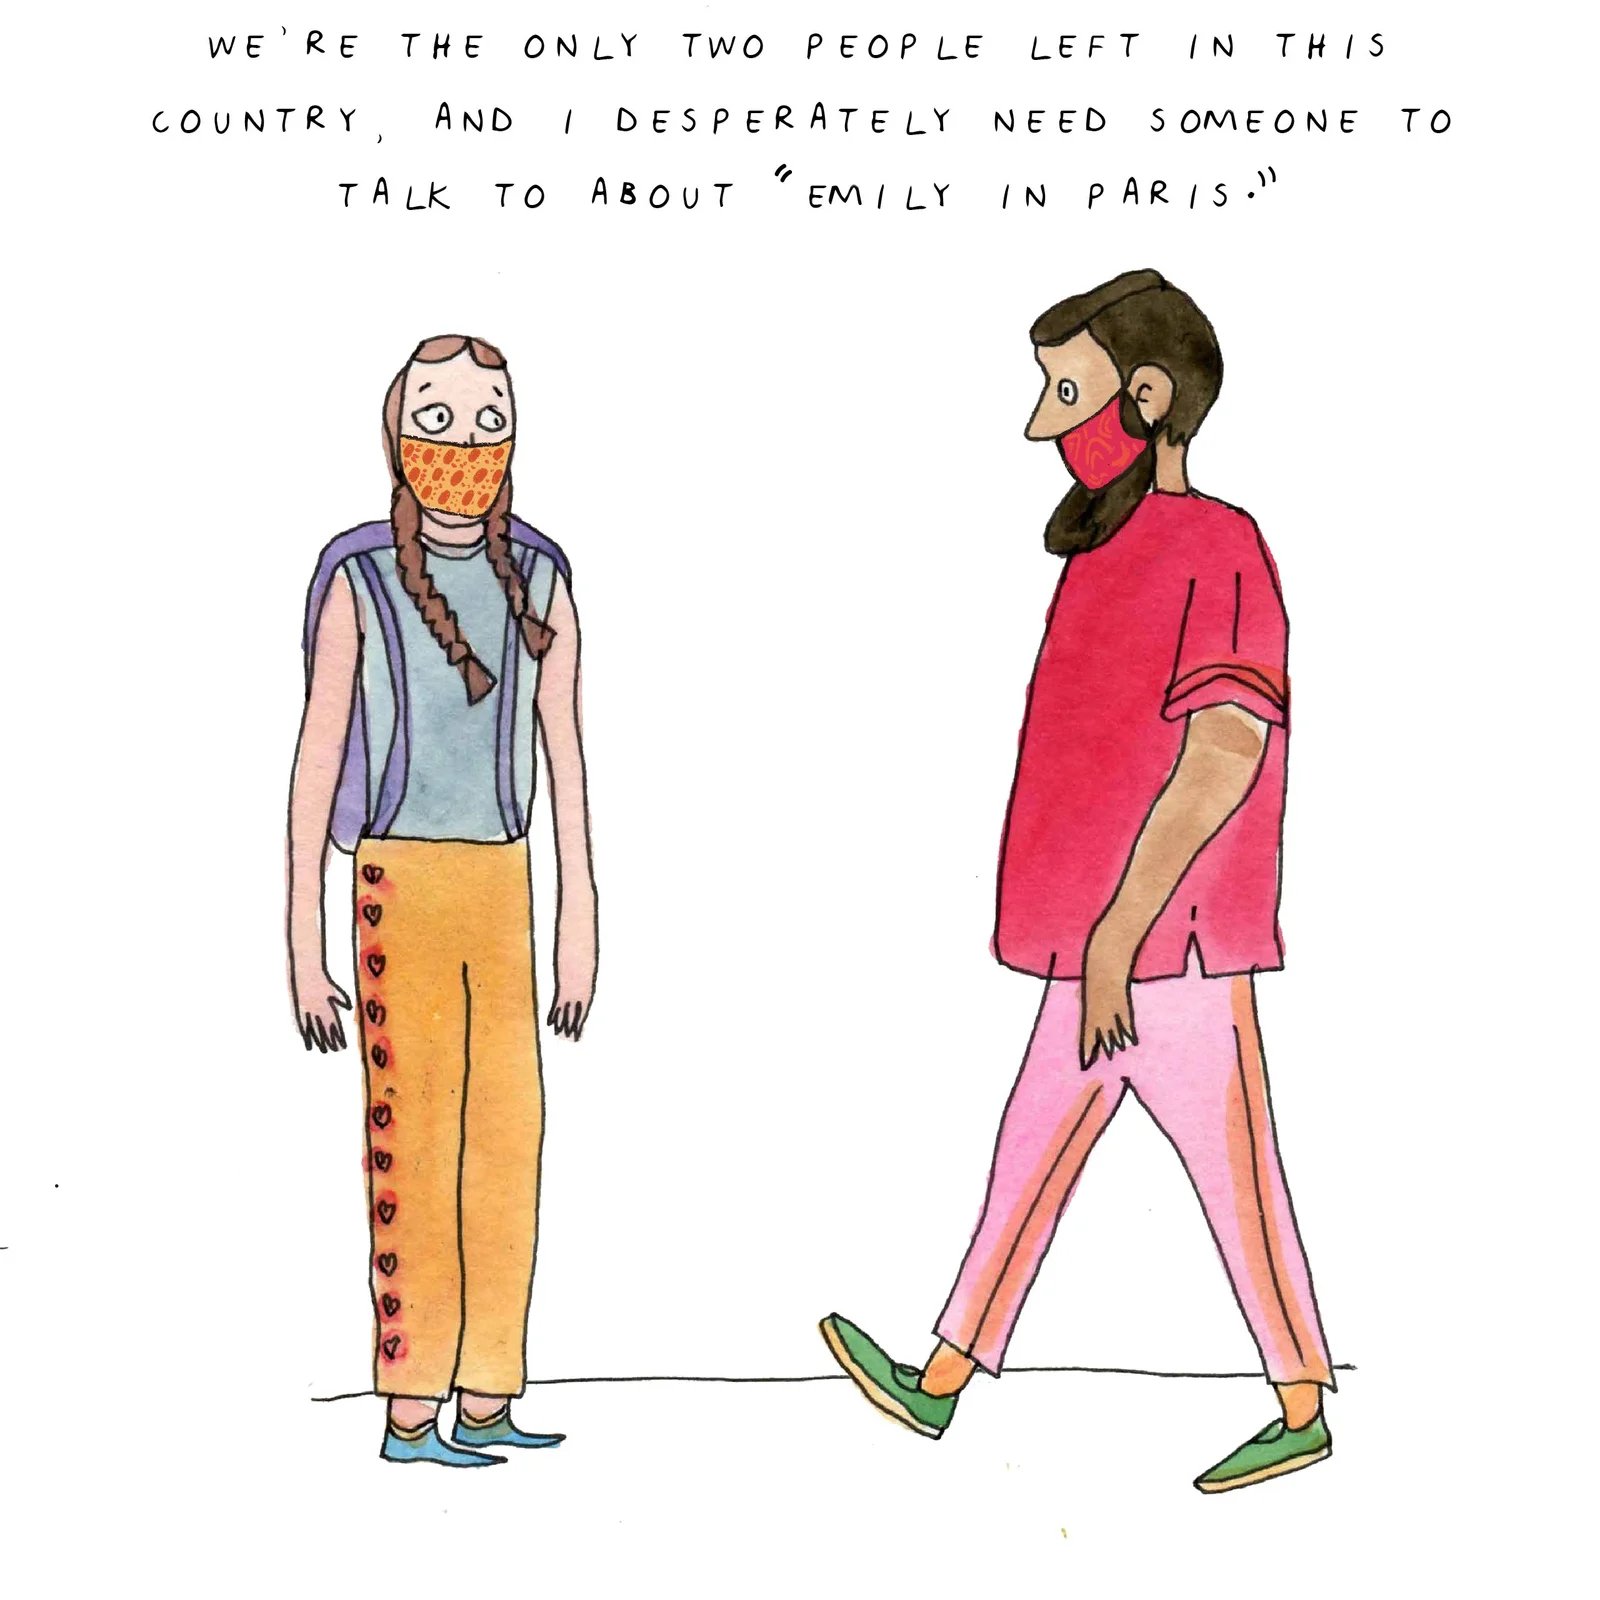 WE'RE THE ONLY TWO PEOPLE LEFT IN THIS
COUNTRY, AND I DESPERATELY NEED SOMEONE TO
TALK TO ABOUT "EMILY IN PARIS."